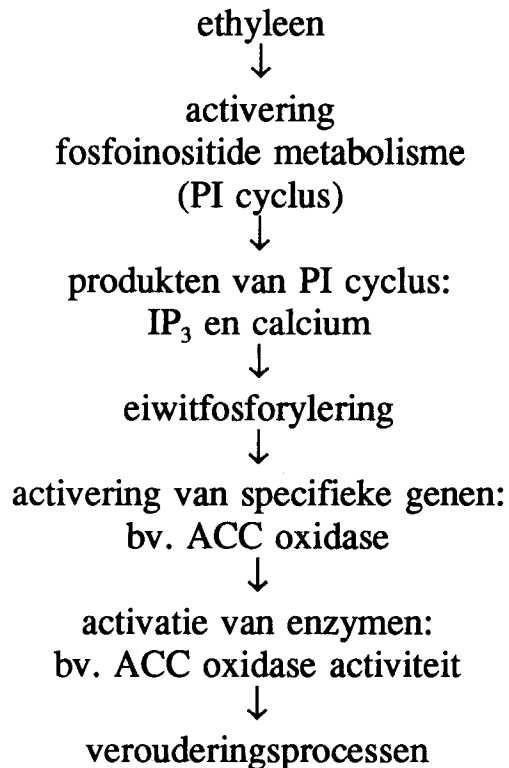 ethyleen
↓
activering
fosfoinositide metabolisme
(PI cyclus)
↓
produkten van PI cyclus:
IP₃ en calcium
↓
eiwitfosforylering
↓
activering van specifieke genen:
bv. ACC oxidase
↓
activatie van enzymen:
bv. ACC oxidase activiteit
↓
verouderingsprocessen